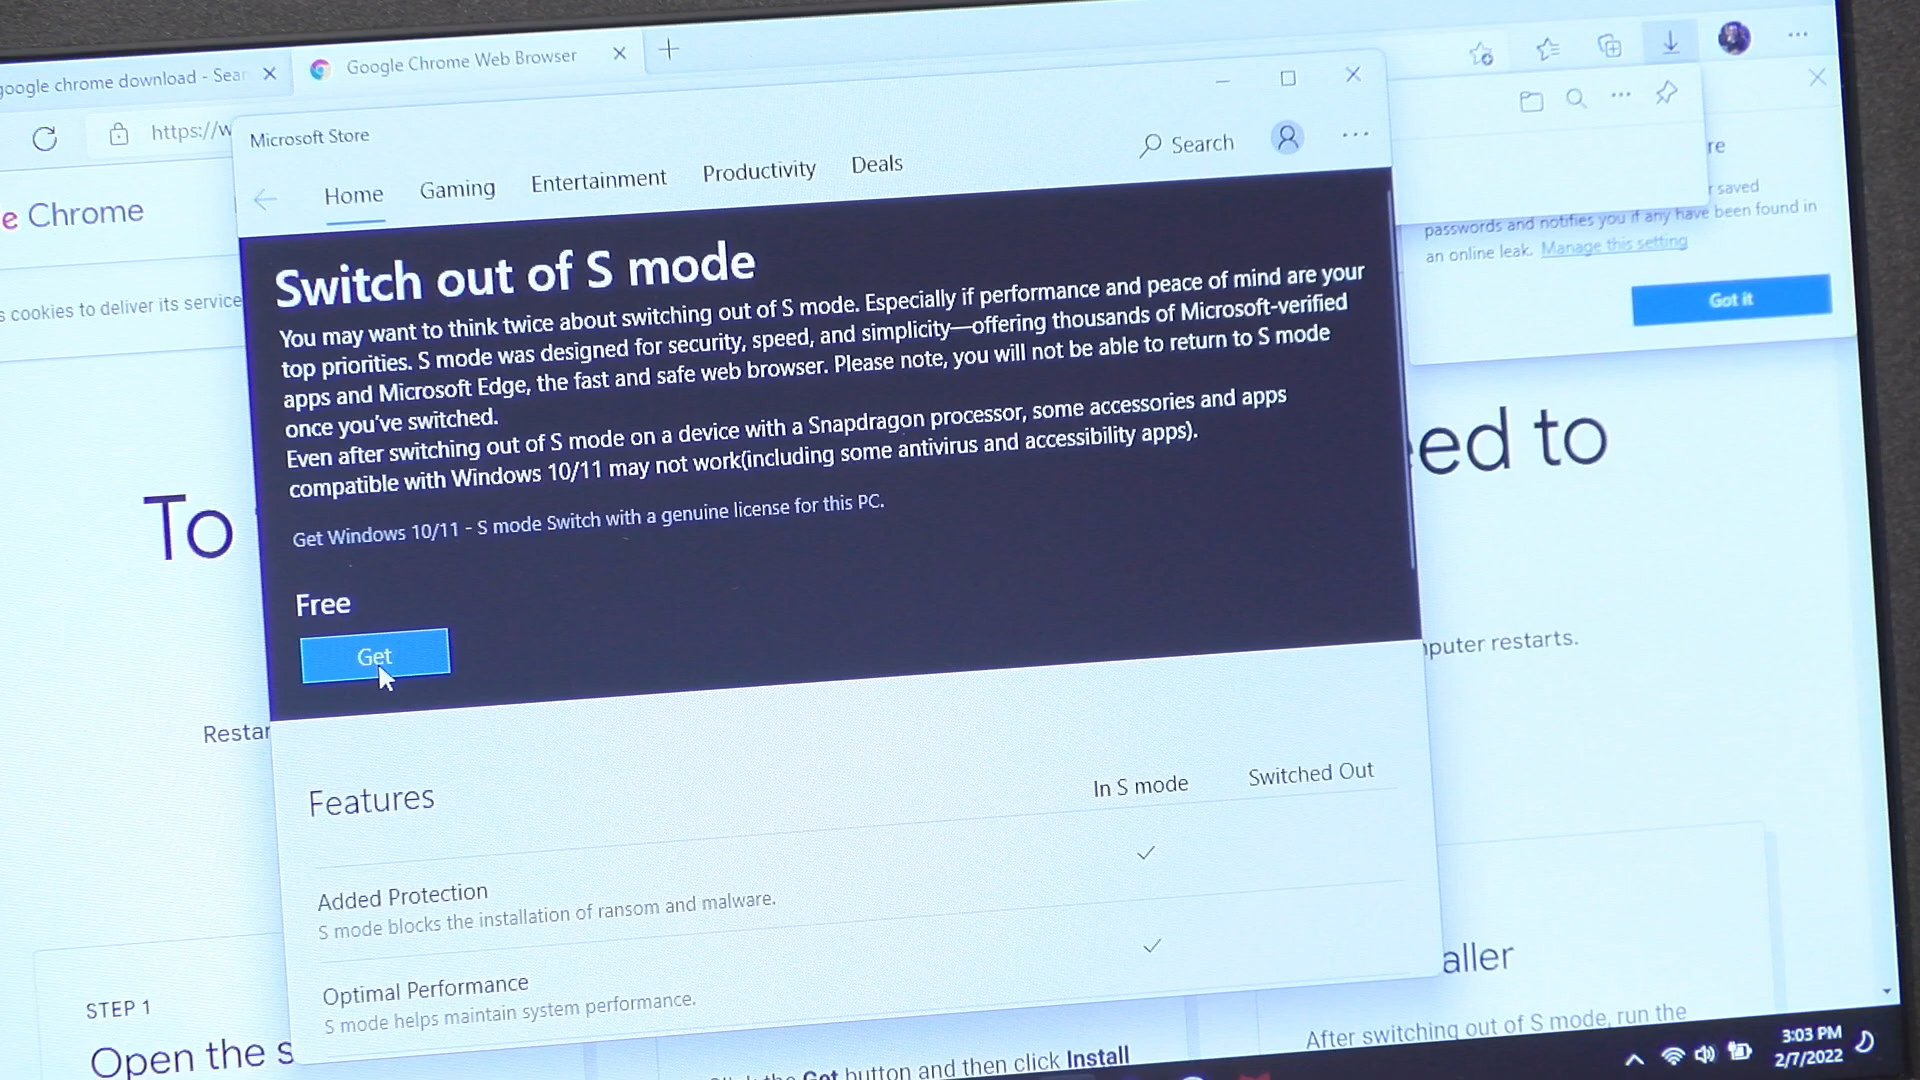 google chrome download - Sear
Google Chrome Web Browser
https://w
Microsoft Store
Search
Home
Gaming
Entertainment
Productivity
Deals
e Chrome
s cookies to deliver its service
Switch out of S mode
You may want to think twice about switching out of S mode. Especially if performance and peace of mind are your
top priorities. S mode was designed for security, speed, and simplicity—offering thousands of Microsoft-verified
apps and Microsoft Edge, the fast and safe web browser. Please note, you will not be able to return to S mode
once you've switched.
Even after switching out of S mode on a device with a Snapdragon processor, some accessories and apps
compatible with Windows 10/11 may not work(including some antivirus and accessibility apps).
Get Windows 10/11 - S mode Switch with a genuine license for this PC.
Free
Get
re
r saved
passwords and notifies you if any have been found in
an online leak. Manage this setting
Got it
To
eed to
Restar
mputer restarts.
Features
In S mode
Switched Out
Added Protection
S mode blocks the installation of ransom and malware.
Optimal Performance
S mode helps maintain system performance.
STEP 1
Open the s
the Get button and then click Install
aller
After switching out of S mode, run the
3:03 PM
2/7/2022